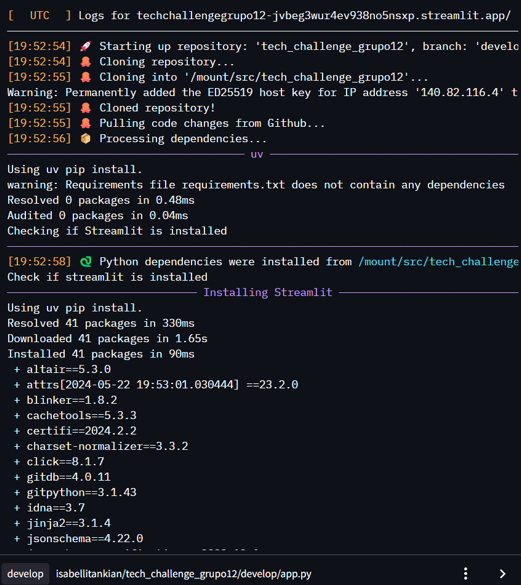 [ UTC ] Logs for techchallengegrupo12-jvbeg3wur4ev938no5nsxp.streamlit.app/
[19:52:54] 🚀 Starting up repository: 'tech_challenge_grupo12', branch: 'develo
[19:52:54] 🐙 Cloning repository...
[19:52:55] 🐙 Cloning into '/mount/src/tech_challenge_grupo12'...
Warning: Permanently added the ED25519 host key for IP address '140.82.116.4' t
[19:52:55] 🐙 Cloned repository!
[19:52:55] 🐙 Pulling code changes from Github...
[19:52:56] 📦 Processing dependencies...
uv
Using uv pip install.
warning: Requirements file requirements.txt does not contain any dependencies
Resolved 0 packages in 0.48ms
Audited 0 packages in 0.04ms
Checking if Streamlit is installed
[19:52:58] 🐍 Python dependencies were installed from /mount/src/tech_challenge
Check if streamlit is installed
Installing Streamlit
Using uv pip install.
Resolved 41 packages in 330ms
Downloaded 41 packages in 1.65s
Installed 41 packages in 90ms
+ altair==5.3.0
+ attrs[2024-05-22 19:53:01.030444] ==23.2.0
+ blinker==1.8.2
+ cachetools==5.3.3
+ certifi==2024.2.2
+ charset-normalizer==3.3.2
+ click==8.1.7
+ gitdb==4.0.11
+ gitpython==3.1.43
+ idna==3.7
+ jinja2==3.1.4
+ jsonschema==4.22.0
develop isabellitankian/tech_challenge_grupo12/develop/app.py